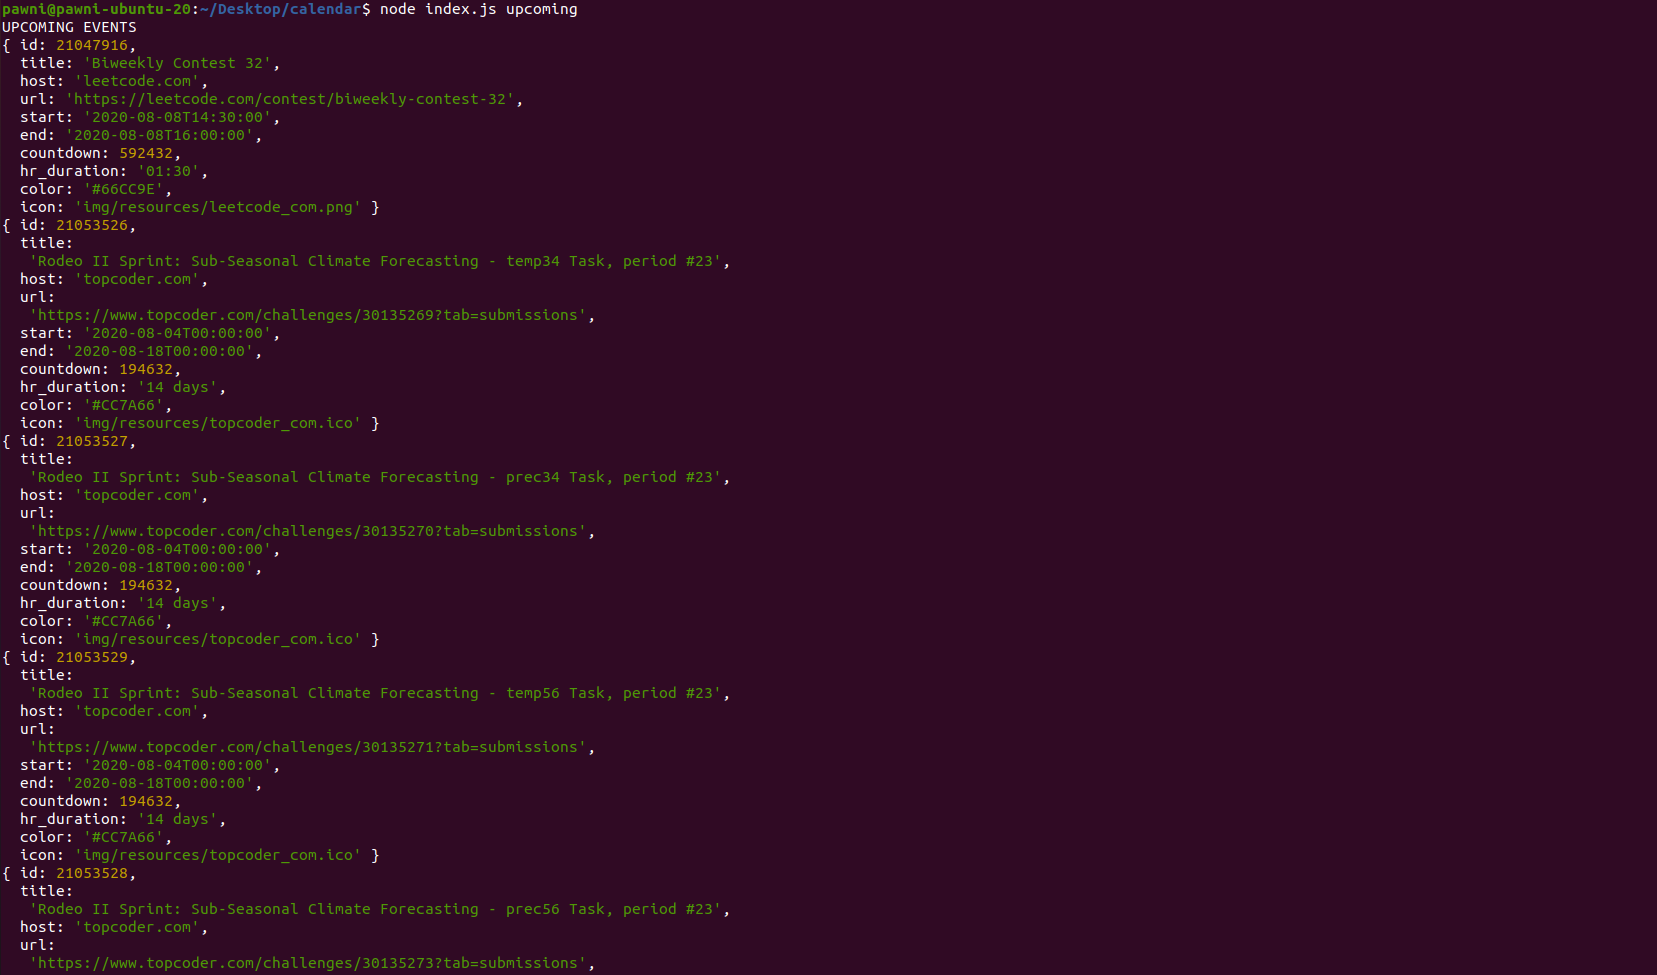 pawni@pawni-ubuntu-20:~/Desktop/calendar$ node index.js upcoming
UPCOMING EVENTS
{ id: 21047916,
  title: 'Biweekly Contest 32',
  host: 'leetcode.com',
  url: 'https://leetcode.com/contest/biweekly-contest-32',
  start: '2020-08-08T14:30:00',
  end: '2020-08-08T16:00:00',
  countdown: 592432,
  hr_duration: '01:30',
  color: '#66CC9E',
  icon: 'img/resources/leetcode_com.png' }
{ id: 21053526,
  title:
   'Rodeo II Sprint: Sub-Seasonal Climate Forecasting - temp34 Task, period #23',
  host: 'topcoder.com',
  url:
   'https://www.topcoder.com/challenges/30135269?tab=submissions',
  start: '2020-08-04T00:00:00',
  end: '2020-08-18T00:00:00',
  countdown: 194632,
  hr_duration: '14 days',
  color: '#CC7A66',
  icon: 'img/resources/topcoder_com.ico' }
{ id: 21053527,
  title:
   'Rodeo II Sprint: Sub-Seasonal Climate Forecasting - prec34 Task, period #23',
  host: 'topcoder.com',
  url:
   'https://www.topcoder.com/challenges/30135270?tab=submissions',
  start: '2020-08-04T00:00:00',
  end: '2020-08-18T00:00:00',
  countdown: 194632,
  hr_duration: '14 days',
  color: '#CC7A66',
  icon: 'img/resources/topcoder_com.ico' }
{ id: 21053529,
  title:
   'Rodeo II Sprint: Sub-Seasonal Climate Forecasting - temp56 Task, period #23',
  host: 'topcoder.com',
  url:
   'https://www.topcoder.com/challenges/30135271?tab=submissions',
  start: '2020-08-04T00:00:00',
  end: '2020-08-18T00:00:00',
  countdown: 194632,
  hr_duration: '14 days',
  color: '#CC7A66',
  icon: 'img/resources/topcoder_com.ico' }
{ id: 21053528,
  title:
   'Rodeo II Sprint: Sub-Seasonal Climate Forecasting - prec56 Task, period #23',
  host: 'topcoder.com',
  url:
   'https://www.topcoder.com/challenges/30135273?tab=submissions',